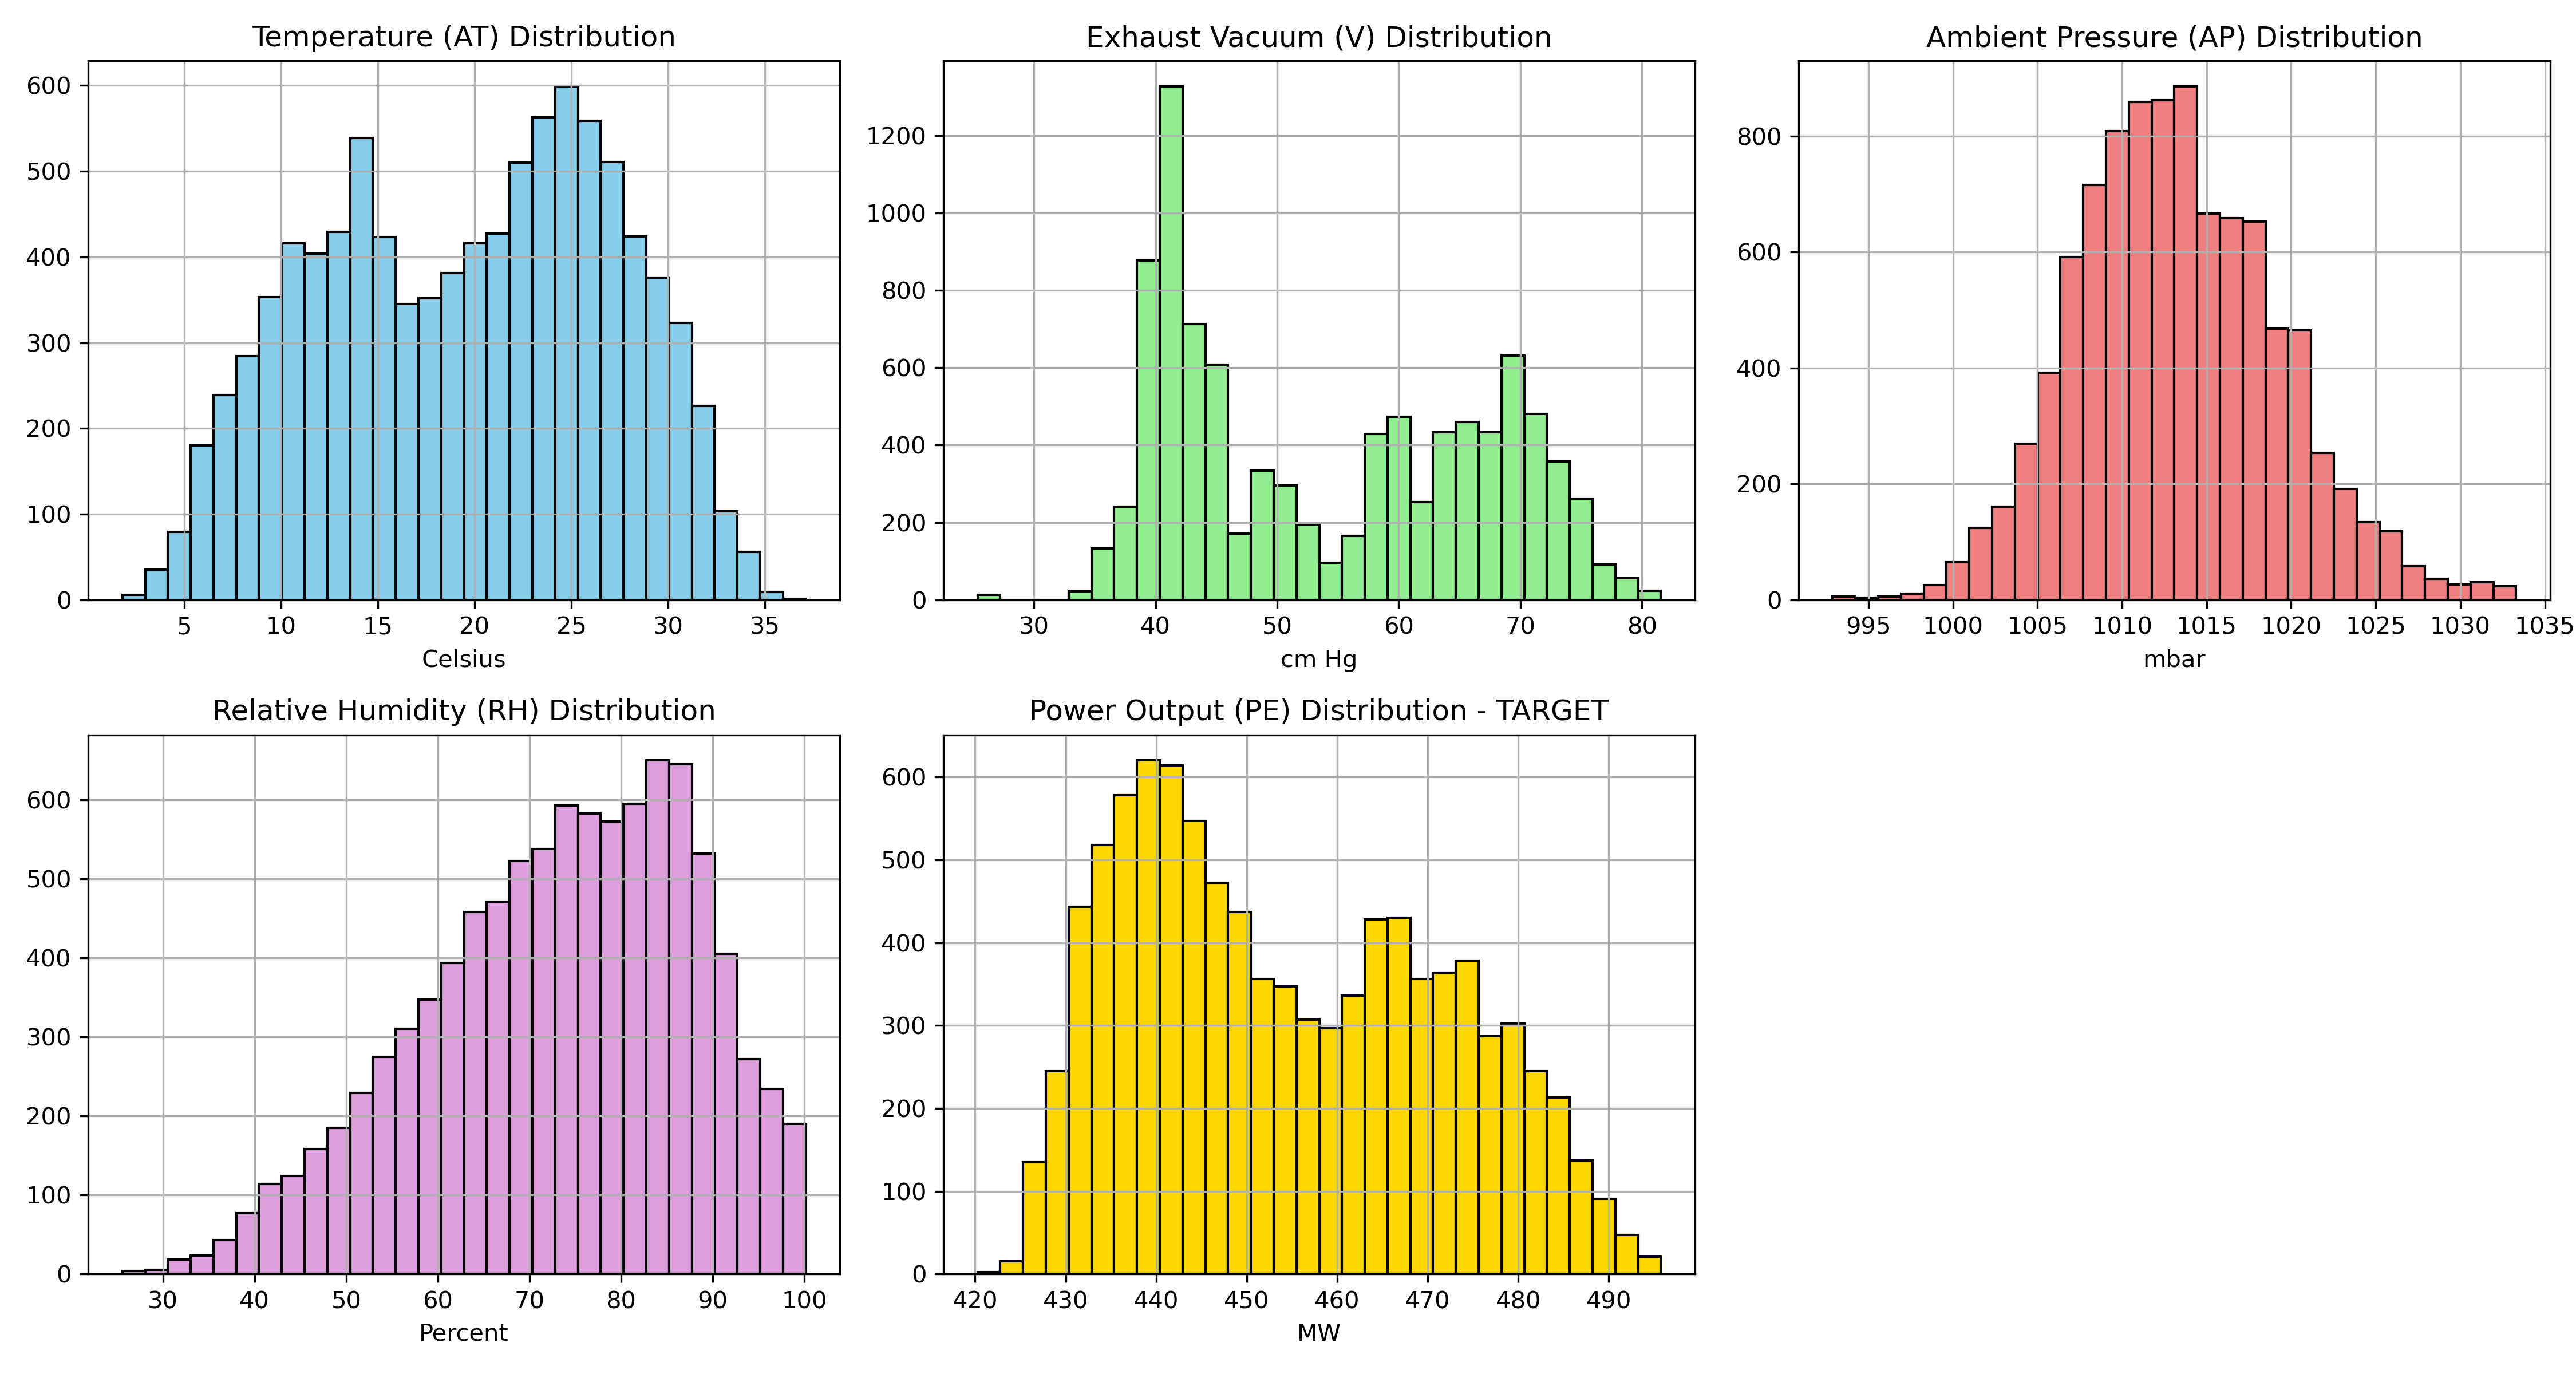 Temperature (AT) Distribution
600
500
400
300
200
100
0
5 10 15 20 25 30 35
Celsius
Exhaust Vacuum (V) Distribution
1200
1000
800
600
400
200
0
30 40 50 60 70 80
cm Hg
Ambient Pressure (AP) Distribution
800
600
400
200
0
995 1000 1005 1010 1015 1020 1025 1030 1035
mbar
Relative Humidity (RH) Distribution
600
500
400
300
200
100
0
30 40 50 60 70 80 90 100
Percent
Power Output (PE) Distribution - TARGET
600
500
400
300
200
100
0
420 430 440 450 460 470 480 490
MW